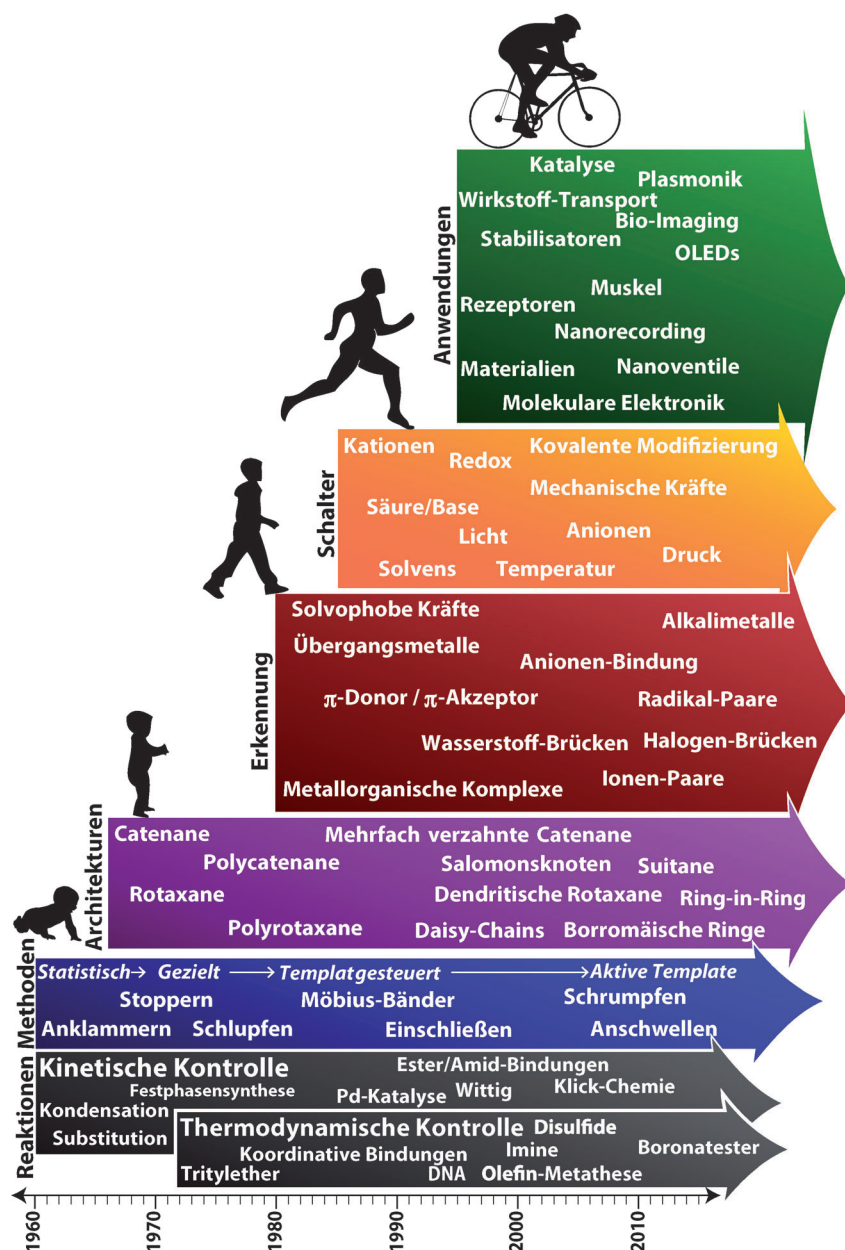 Anwendungen
Katalyse
Plasmonik
Wirkstoff-Transport
Bio-Imaging
Stabilisatoren
OLEDs
Muskel
Rezeptoren
Nanorecording
Materialien
Nanoventile
Molekulare Elektronik
Schalter
Kationen
Kovalente Modifizierung
Redox
Mechanische Kräfte
Säure/Base
Licht
Anionen
Druck
Solvens
Temperatur
Erkennung
Solvophobe Kräfte
Alkalimetalle
Übergangsmetalle
Anionen-Bindung
π-Donor / π-Akzeptor
Radikal-Paare
Wasserstoff-Brücken
Halogen-Brücken
Ionen-Paare
Metallorganische Komplexe
Architekturen
Catenane
Mehrfach verzahnte Catenane
Polycatenane
Salomonsknoten
Suitane
Rotaxane
Dendritische Rotaxane
Ring-in-Ring
Polyrotaxane
Daisy-Chains
Borromäische Ringe
Methoden
Statistisch→ Gezielt ⟶ Templatgesteuert ⟶ Aktive Template
Stoppern
Möbius-Bänder
Schrumpfen
Anklammern
Schlupfen
Einschließen
Anschwellen
Reaktionen
Kinetische Kontrolle
Ester/Amid-Bindungen
Festphasensynthese
Pd-Katalyse
Wittig
Klick-Chemie
Kondensation
Substitution
Thermodynamische Kontrolle
Disulfide
Koordinative Bindungen
Imine
Boronatester
Tritylether
DNA
Olefin-Metathese
1960
1970
1980
1990
2000
2010